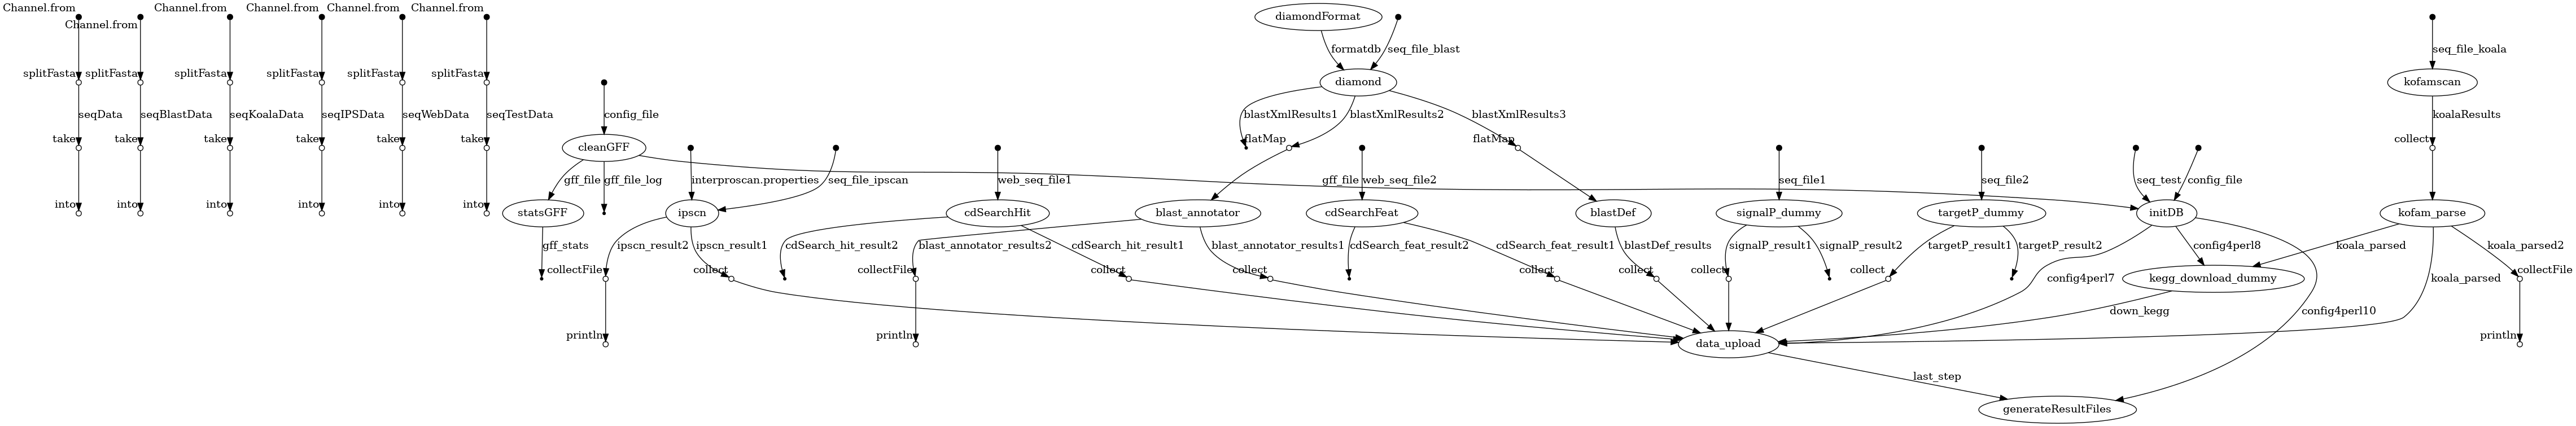 Channel.from
Channel.from
Channel.from
Channel.from
Channel.from
Channel.from
diamondFormat
formatdb
seq_file_blast
seq_file_koala
splitFasta
splitFasta
splitFasta
splitFasta
splitFasta
splitFasta
diamond
kofamscan
seqData
seqBlastData
seqKoalaData
seqIPSData
seqWebData
seqTestData
config_file
blastXmlResults1
blastXmlResults2
blastXmlResults3
koalaResults
take
take
take
take
take
take
cleanGFF
flatMap
flatMap
collect
gff_file
gff_file_log
interproscan.properties
seq_file_ipscan
web_seq_file1
gff_file
web_seq_file2
seq_file1
seq_file2
seq_test
config_file
into
into
into
into
into
into
statsGFF
ipscn
cdSearchHit
blast_annotator
cdSearchFeat
blastDef
signalP_dummy
targetP_dummy
initDB
kofam_parse
gff_stats
ipscn_result2
ipscn_result1
cdSearch_hit_result2
blast_annotator_results2
cdSearch_hit_result1
blast_annotator_results1
cdSearch_feat_result2
cdSearch_feat_result1
blastDef_results
signalP_result1
signalP_result2
targetP_result1
targetP_result2
config4perl8
koala_parsed
koala_parsed2
collectFile
collect
collectFile
collect
collect
collect
collect
collect
collect
config4perl7
kegg_download_dummy
koala_parsed
collectFile
down_kegg
config4perl10
println
println
data_upload
println
last_step
generateResultFiles